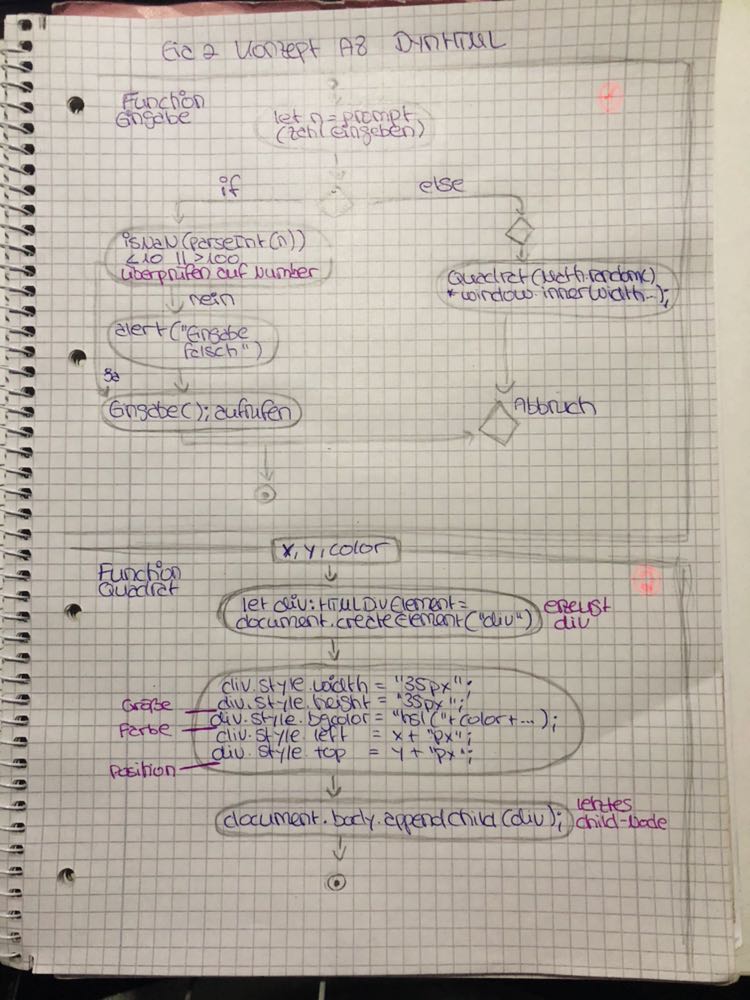 Eia 2 Konzept A8 DynHTML
Function
Eingabe
let n = prompt
(zahl eingeben)
if
else
isNaN(parseInt(n))
<10 || >100
überprüfen auf Number
Quadrat(Math.random()
* window.innerWidth...);
nein
alert("Eingabe
falsch")
Ja
Eingabe(); aufrufen
Abbruch
x, y, color
Function
Quadrat
let div: HTMLDivElement =
document.createElement("div")
erzeugt
div
div.style.width = "35px";
div.style.height = "35px";
Größe
div.style.bgcolor = "hsl("+color+...);
Farbe
div.style left = x + "px";
div.style top = y + "px";
Position
document.body.appendChild(div);
letztes
child-Node